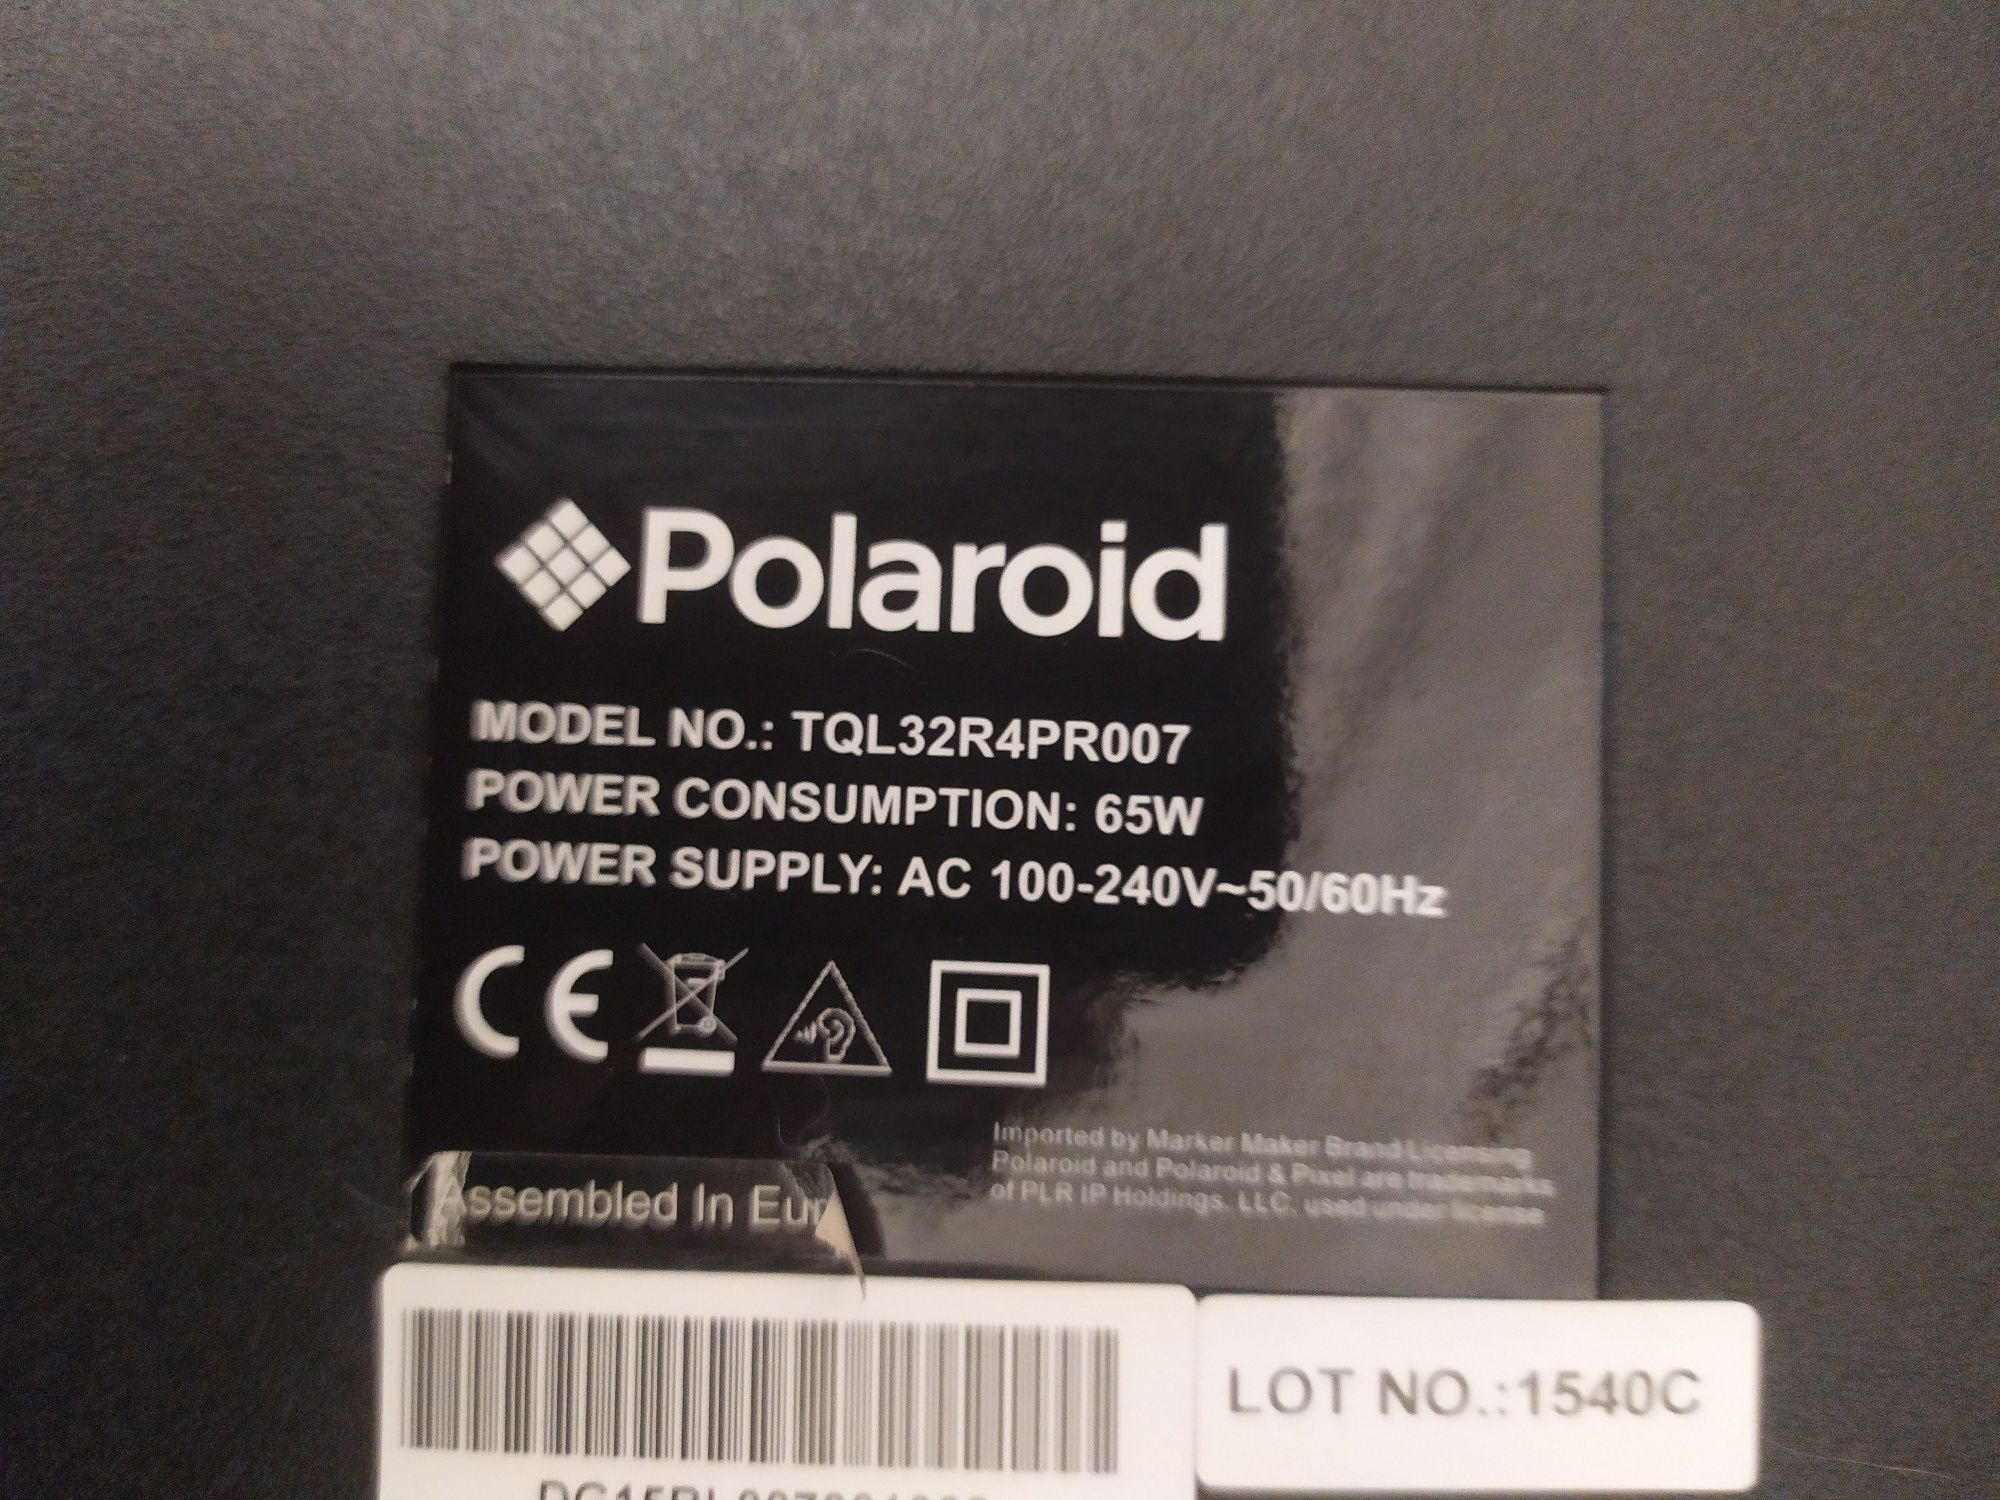 Polaroid
MODEL NO.: TQL32R4PR007
POWER CONSUMPTION: 65W
POWER SUPPLY: AC 100-240V~50/60Hz
CE
Imported by Marker Maker Brand Licensing
Polaroid and Polaroid & Pixel are trademarks
of PLR IP Holdings, LLC, used under license
Assembled In Eur
LOT NO.:1540C